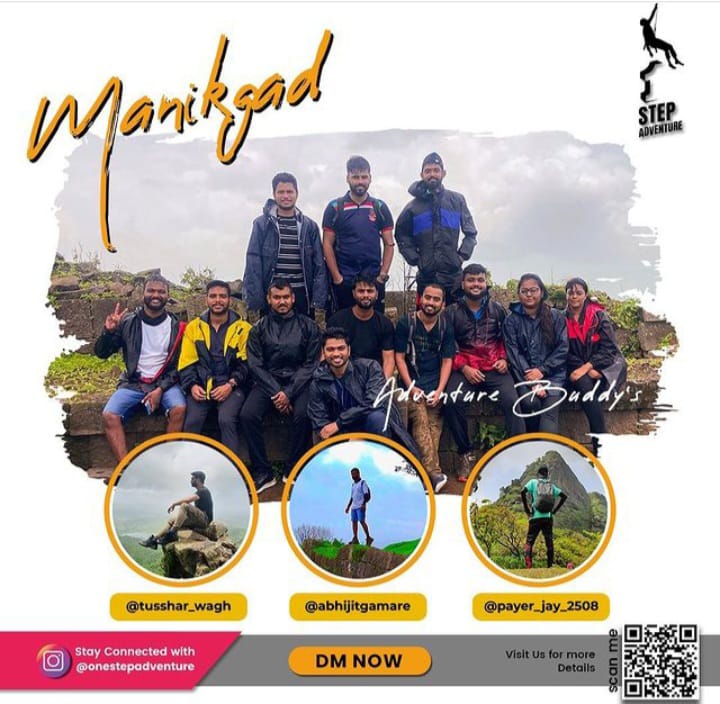 Manikgad
STEP
ADVENTURE
Adventure Buddy's
@tusshar_wagh
@abhijitgamare
@payer_jay_2508
Stay Connected with
@onestepadventure
DM NOW
Visit Us for more
Details
scan me